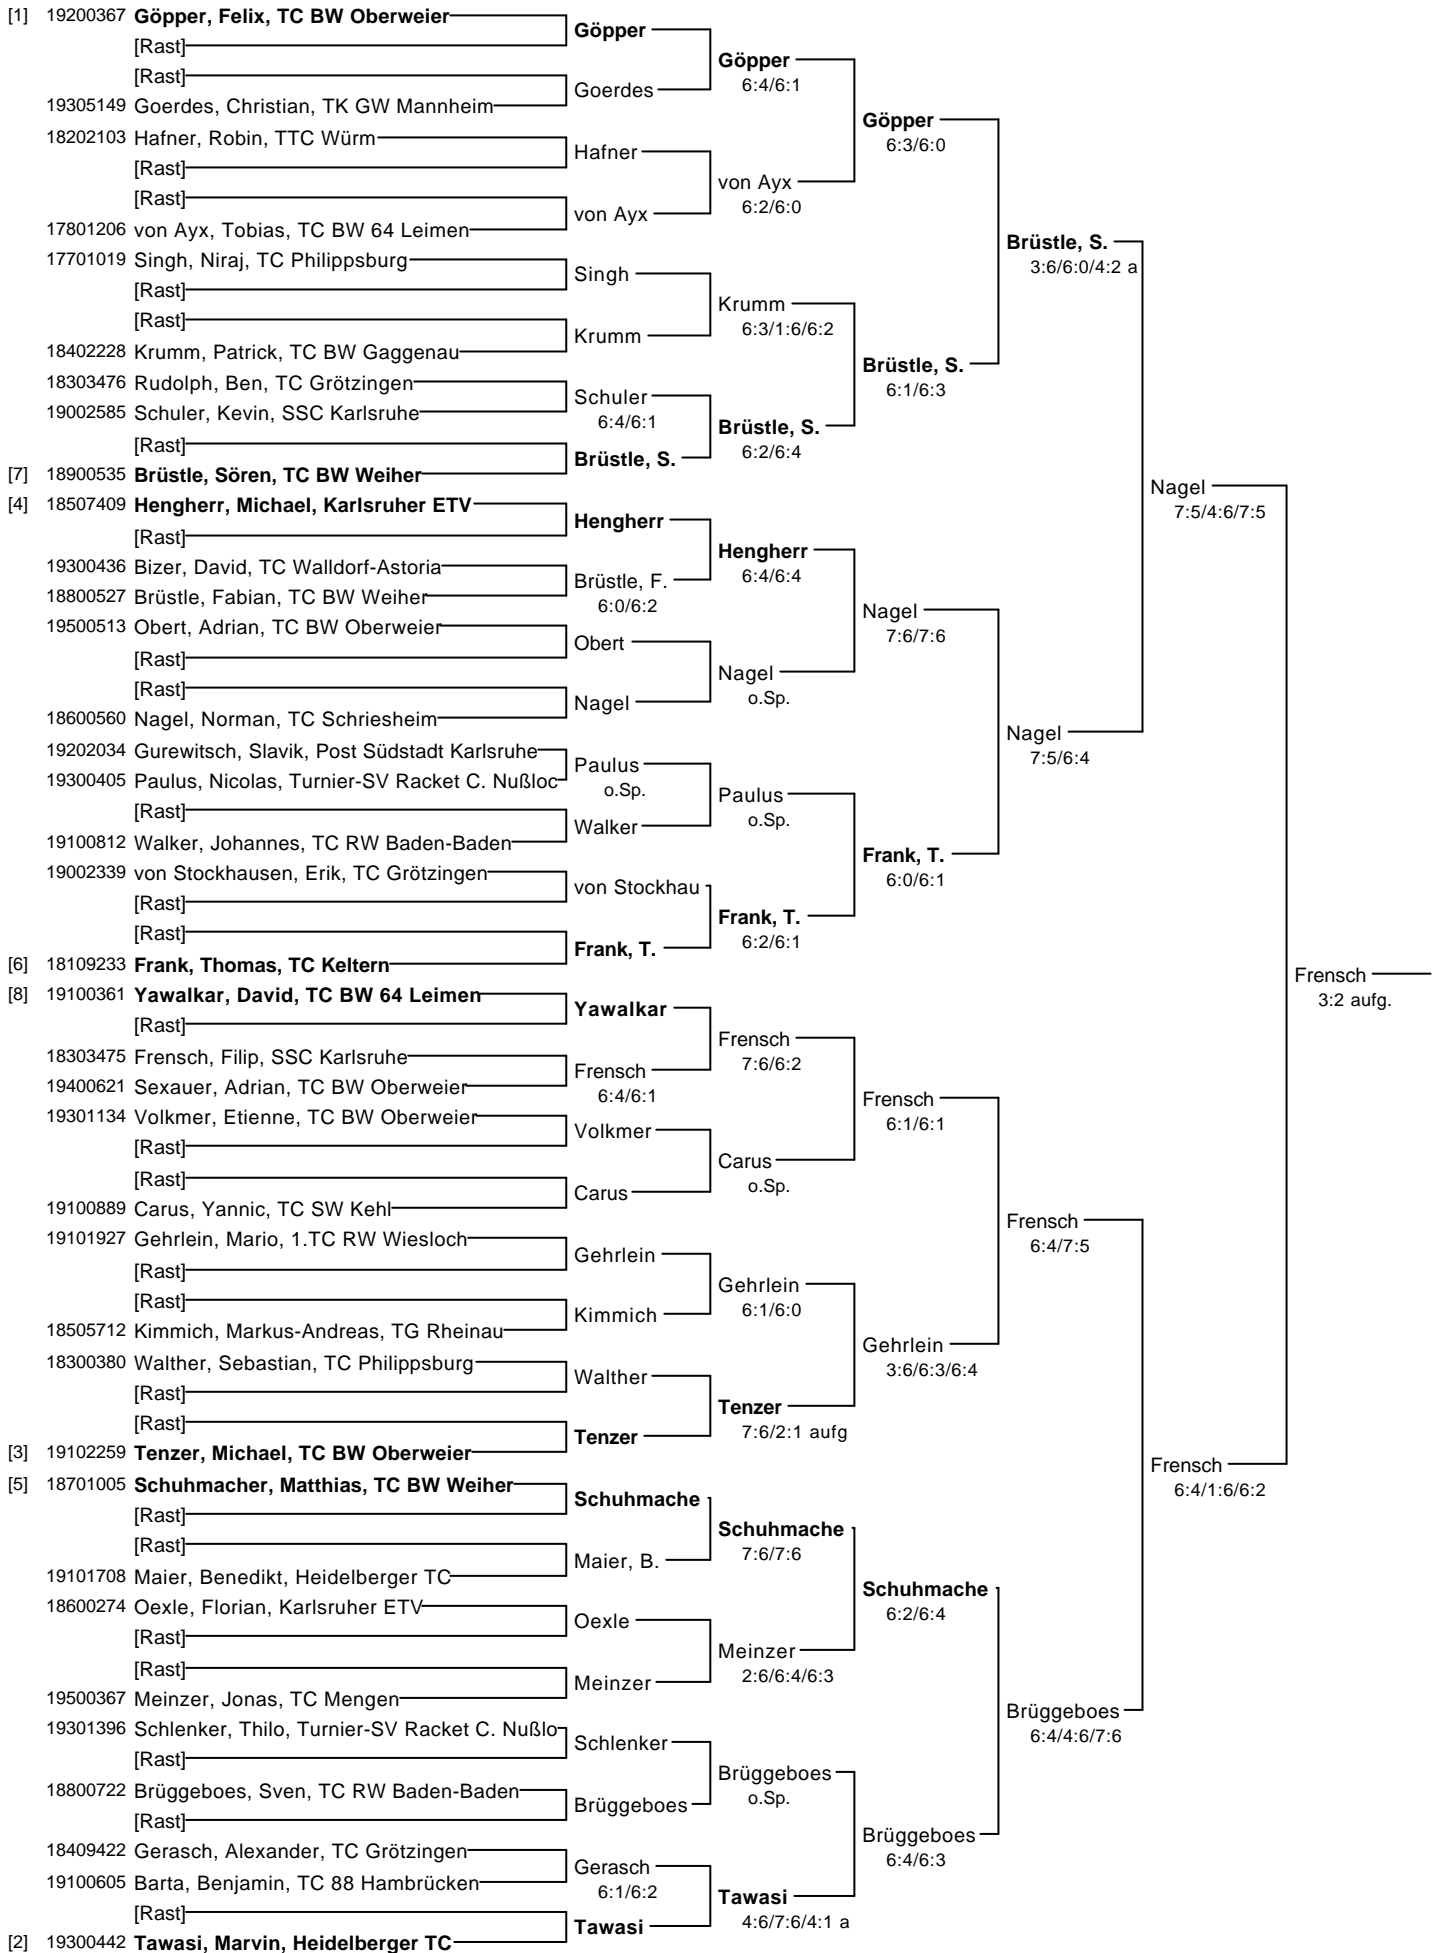 [1] 19200367 Göpper, Felix, TC BW Oberweier
[Rast]
[Rast]
19305149 Goerdes, Christian, TK GW Mannheim
18202103 Hafner, Robin, TTC Würm
[Rast]
[Rast]
17801206 von Ayx, Tobias, TC BW 64 Leimen
17701019 Singh, Niraj, TC Philippsburg
[Rast]
[Rast]
18402228 Krumm, Patrick, TC BW Gaggenau
18303476 Rudolph, Ben, TC Grötzingen
19002585 Schuler, Kevin, SSC Karlsruhe
[Rast]
[7] 18900535 Brüstle, Sören, TC BW Weiher
[4] 18507409 Hengherr, Michael, Karlsruher ETV
[Rast]
19300436 Bizer, David, TC Walldorf-Astoria
18800527 Brüstle, Fabian, TC BW Weiher
19500513 Obert, Adrian, TC BW Oberweier
[Rast]
[Rast]
18600560 Nagel, Norman, TC Schriesheim
19202034 Gurewitsch, Slavik, Post Südstadt Karlsruhe
19300405 Paulus, Nicolas, Turnier-SV Racket C. Nußloc
[Rast]
19100812 Walker, Johannes, TC RW Baden-Baden
19002339 von Stockhausen, Erik, TC Grötzingen
[Rast]
[Rast]
[6] 18109233 Frank, Thomas, TC Keltern
[8] 19100361 Yawalkar, David, TC BW 64 Leimen
[Rast]
18303475 Frensch, Filip, SSC Karlsruhe
19400621 Sexauer, Adrian, TC BW Oberweier
19301134 Volkmer, Etienne, TC BW Oberweier
[Rast]
[Rast]
19100889 Carus, Yannic, TC SW Kehl
19101927 Gehrlein, Mario, 1.TC RW Wiesloch
[Rast]
[Rast]
18505712 Kimmich, Markus-Andreas, TG Rheinau
18300380 Walther, Sebastian, TC Philippsburg
[Rast]
[Rast]
[3] 19102259 Tenzer, Michael, TC BW Oberweier
[5] 18701005 Schuhmacher, Matthias, TC BW Weiher
[Rast]
[Rast]
19101708 Maier, Benedikt, Heidelberger TC
18600274 Oexle, Florian, Karlsruher ETV
[Rast]
[Rast]
19500367 Meinzer, Jonas, TC Mengen
19301396 Schlenker, Thilo, Turnier-SV Racket C. Nußlo
[Rast]
18800722 Brüggeboes, Sven, TC RW Baden-Baden
[Rast]
18409422 Gerasch, Alexander, TC Grötzingen
19100605 Barta, Benjamin, TC 88 Hambrücken
[Rast]
[2] 19300442 Tawasi, Marvin, Heidelberger TC
Göpper
Goerdes
Hafner
von Ayx
Singh
Krumm
Schuler
6:4/6:1
Brüstle, S.
Hengherr
Brüstle, F.
6:0/6:2
Obert
Nagel
Paulus
o.Sp.
Walker
von Stockhau
Frank, T.
Yawalkar
Frensch
6:4/6:1
Volkmer
Carus
Gehrlein
Kimmich
Walther
Tenzer
Schuhmache
Maier, B.
Oexle
Meinzer
Schlenker
Brüggeboes
Gerasch
6:1/6:2
Tawasi
Göpper
6:4/6:1
von Ayx
6:2/6:0
Krumm
6:3/1:6/6:2
Brüstle, S.
6:2/6:4
Hengherr
6:4/6:4
Nagel
o.Sp.
Paulus
o.Sp.
Frank, T.
6:2/6:1
Frensch
7:6/6:2
Carus
o.Sp.
Gehrlein
6:1/6:0
Tenzer
7:6/2:1 aufg
Schuhmache
7:6/7:6
Meinzer
2:6/6:4/6:3
Brüggeboes
o.Sp.
Tawasi
4:6/7:6/4:1 a
Göpper
6:3/6:0
Brüstle, S.
6:1/6:3
Nagel
7:6/7:6
Frank, T.
6:0/6:1
Frensch
6:1/6:1
Gehrlein
3:6/6:3/6:4
Schuhmache
6:2/6:4
Brüggeboes
6:4/6:3
Brüstle, S.
3:6/6:0/4:2 a
Nagel
7:5/6:4
Frensch
6:4/7:5
Brüggeboes
6:4/4:6/7:6
Nagel
7:5/4:6/7:5
Frensch
6:4/1:6/6:2
Frensch
3:2 aufg.